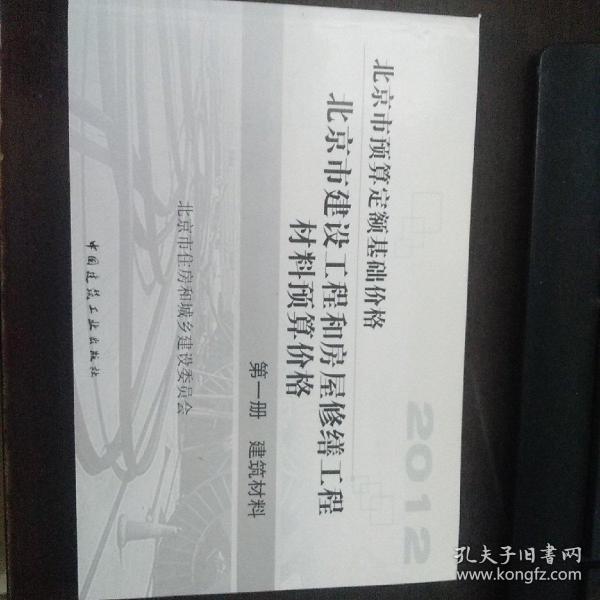 2012
北京市预算定额基础价格
北京市建设工程和房屋修缮工程
材料预算价格
第一册 建筑材料
北京市住房和城乡建设委员会
中国建筑工业出版社
孔夫子旧书网
www.kongfz.com